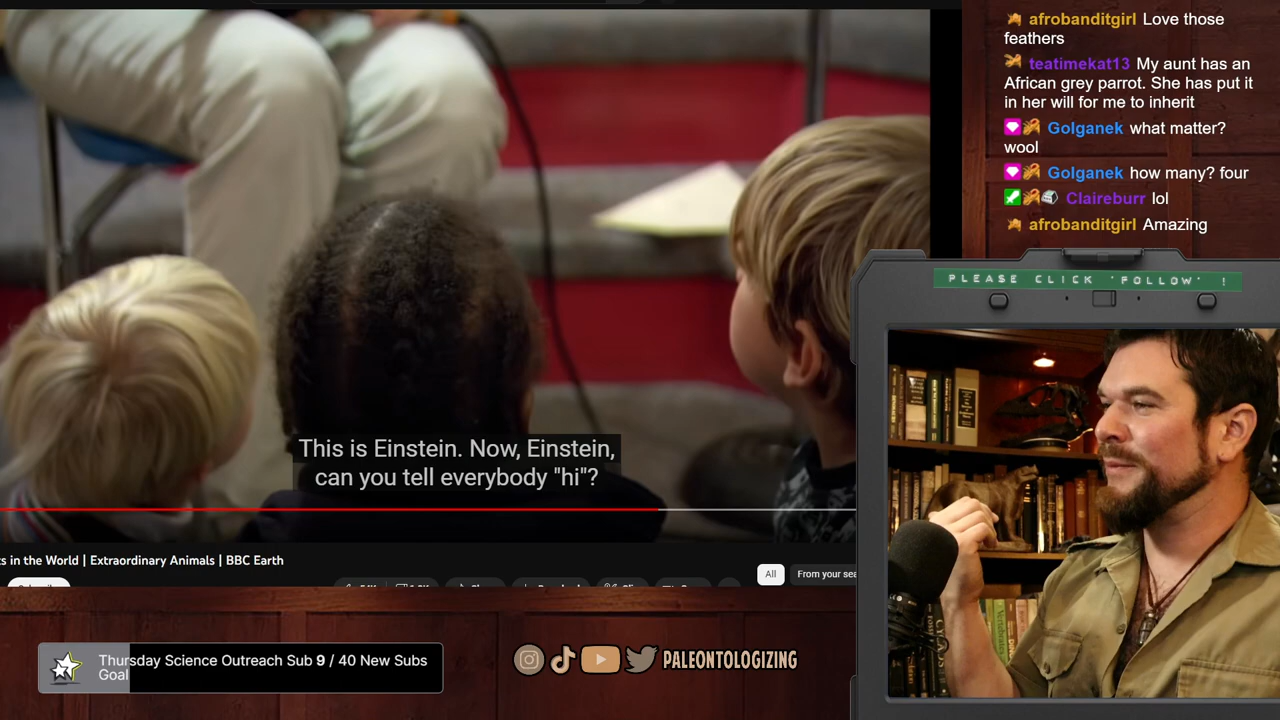 afrobanditgirl Love those
feathers
teatimekat13 My aunt has an
African grey parrot. She has put it
in her will for me to inherit
Golganek what matter?
wool
Golganek how many? four
Claireburr lol
afrobanditgirl Amazing
PLEASE CLICK 'FOLLOW' !
This is Einstein. Now, Einstein,
can you tell everybody "hi"?
s in the World | Extraordinary Animals | BBC Earth
All
From your sea
Thursday Science Outreach Sub 9 / 40 New Subs
Goal
PALEONTOLOGIZING